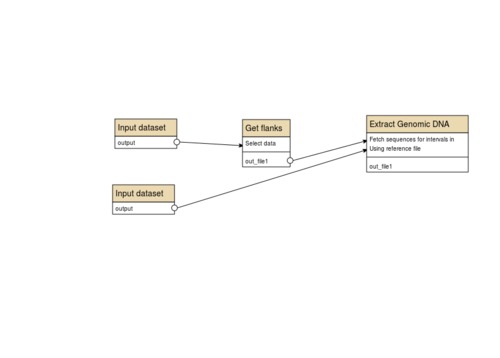 Input dataset
output
Get flanks
Select data
out_file1
Extract Genomic DNA
Fetch sequences for intervals in
Using reference file
out_file1
Input dataset
output